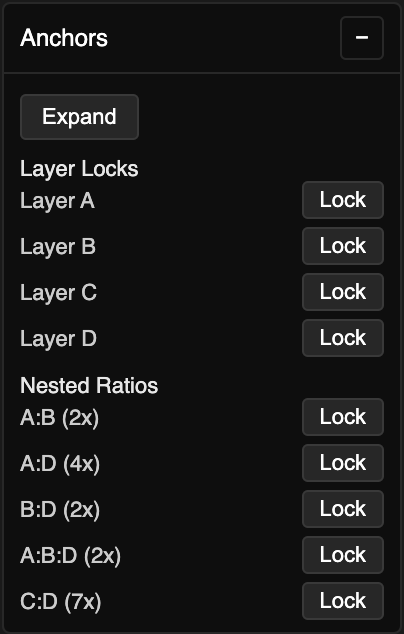 Anchors −
Expand
Layer Locks
Layer A Lock
Layer B Lock
Layer C Lock
Layer D Lock
Nested Ratios
A:B (2x) Lock
A:D (4x) Lock
B:D (2x) Lock
A:B:D (2x) Lock
C:D (7x) Lock